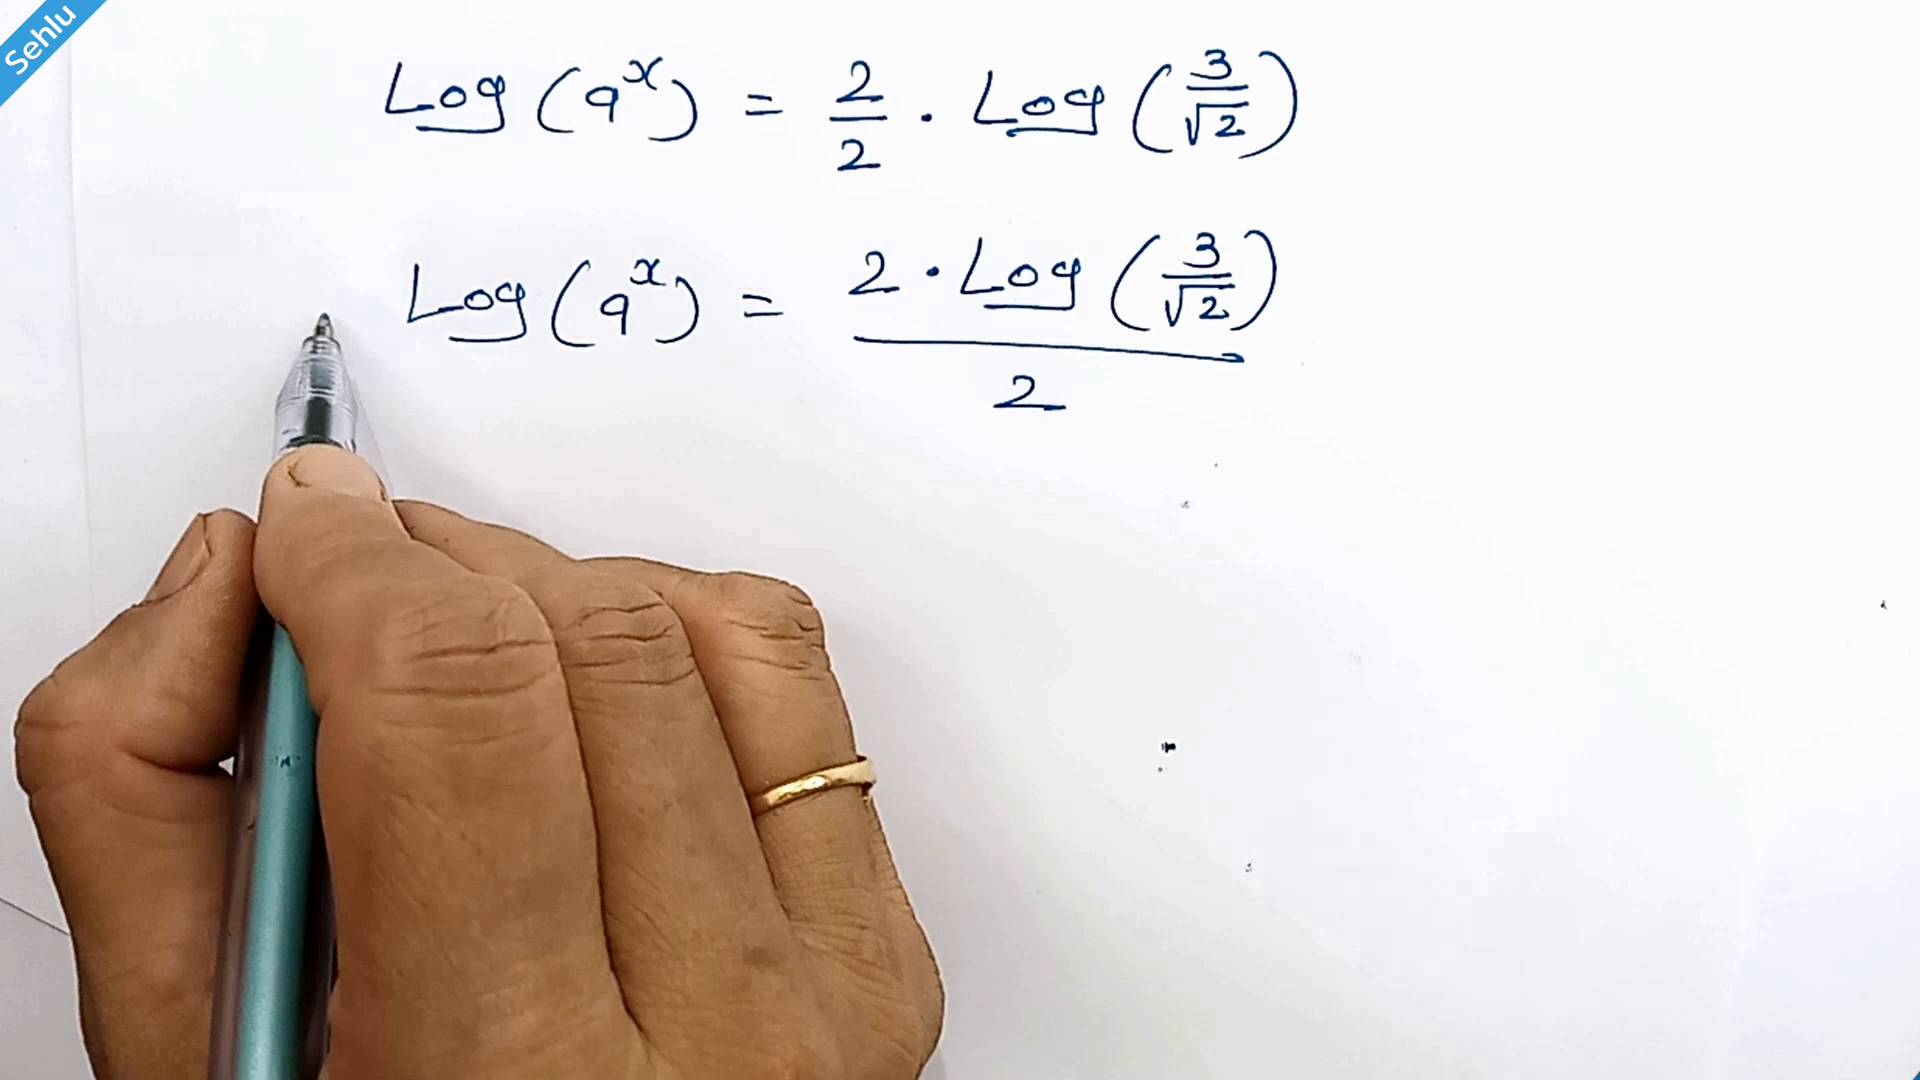 Sehlu
Log (9^x) = 2/2 · Log (3/√2)
Log (9^x) = 2 · Log (3/√2) / 2